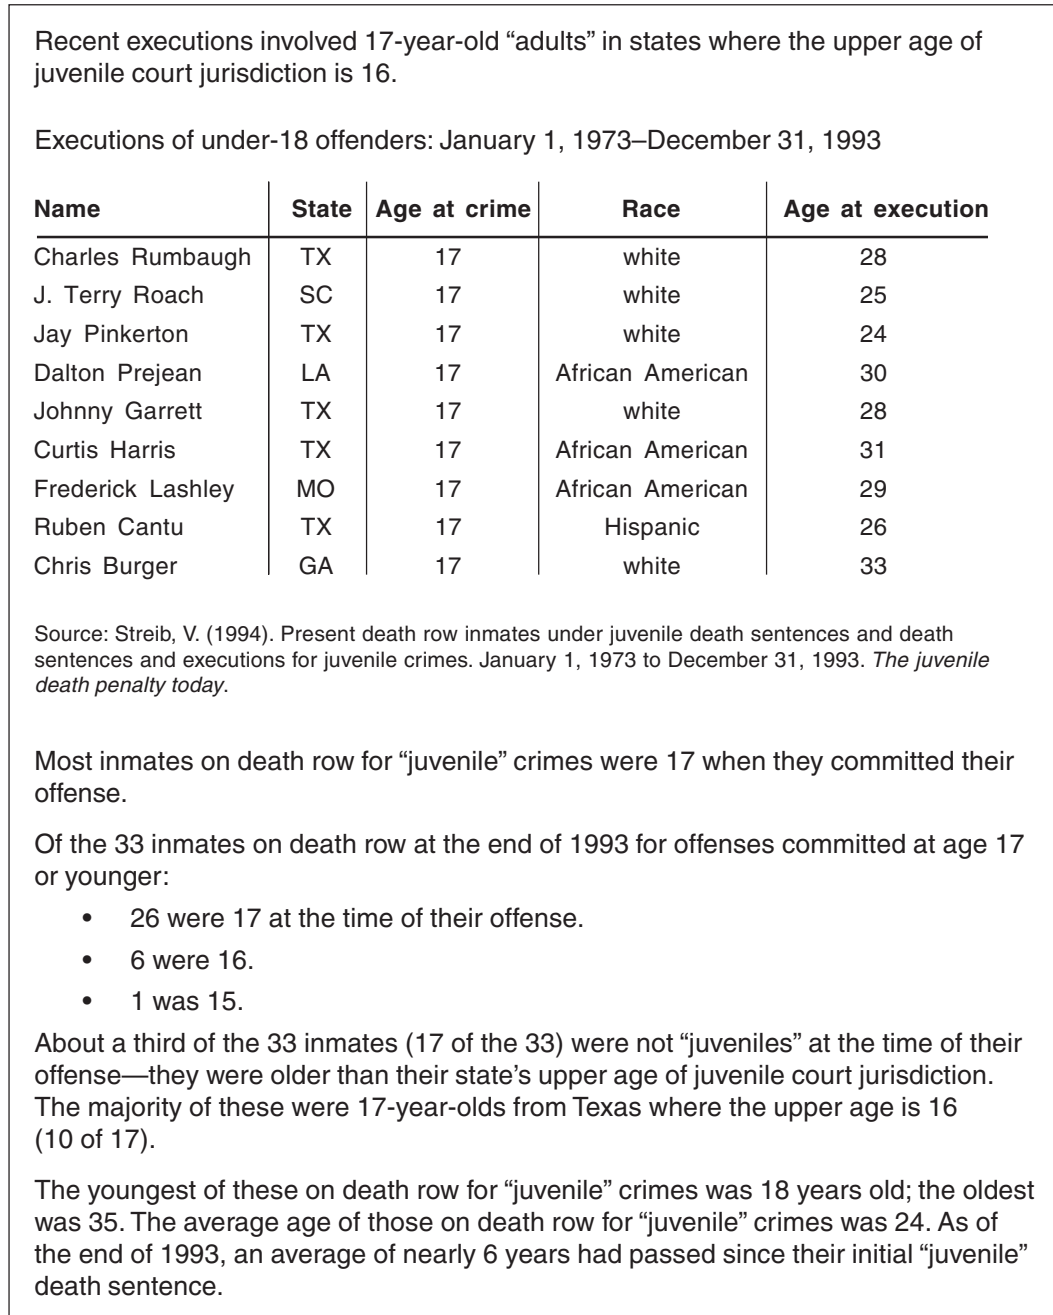 Recent executions involved 17-year-old “adults” in states where the upper age of
juvenile court jurisdiction is 16.
Executions of under-18 offenders: January 1, 1973–December 31, 1993
Name State Age at crime Race Age at execution
Charles Rumbaugh TX 17 white 28
J. Terry Roach SC 17 white 25
Jay Pinkerton TX 17 white 24
Dalton Prejean LA 17 African American 30
Johnny Garrett TX 17 white 28
Curtis Harris TX 17 African American 31
Frederick Lashley MO 17 African American 29
Ruben Cantu TX 17 Hispanic 26
Chris Burger GA 17 white 33
Source: Streib, V. (1994). Present death row inmates under juvenile death sentences and death
sentences and executions for juvenile crimes. January 1, 1973 to December 31, 1993. The juvenile
death penalty today.
Most inmates on death row for “juvenile” crimes were 17 when they committed their
offense.
Of the 33 inmates on death row at the end of 1993 for offenses committed at age 17
or younger:
• 26 were 17 at the time of their offense.
• 6 were 16.
• 1 was 15.
About a third of the 33 inmates (17 of the 33) were not “juveniles” at the time of their
offense—they were older than their state’s upper age of juvenile court jurisdiction.
The majority of these were 17-year-olds from Texas where the upper age is 16
(10 of 17).
The youngest of these on death row for “juvenile” crimes was 18 years old; the oldest
was 35. The average age of those on death row for “juvenile” crimes was 24. As of
the end of 1993, an average of nearly 6 years had passed since their initial “juvenile”
death sentence.